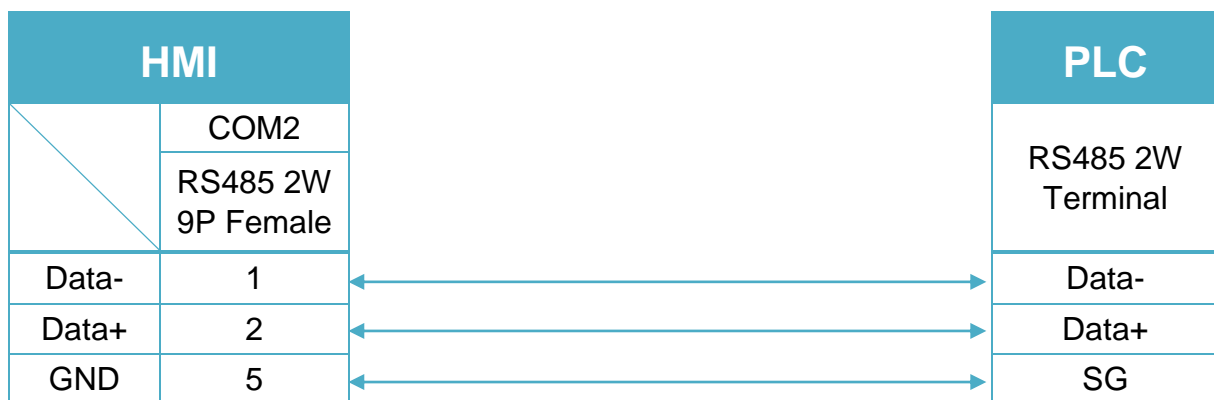 HMI
PLC
COM2
RS485 2W
9P Female
RS485 2W
Terminal
Data-
1
Data-
Data+
2
Data+
GND
5
SG